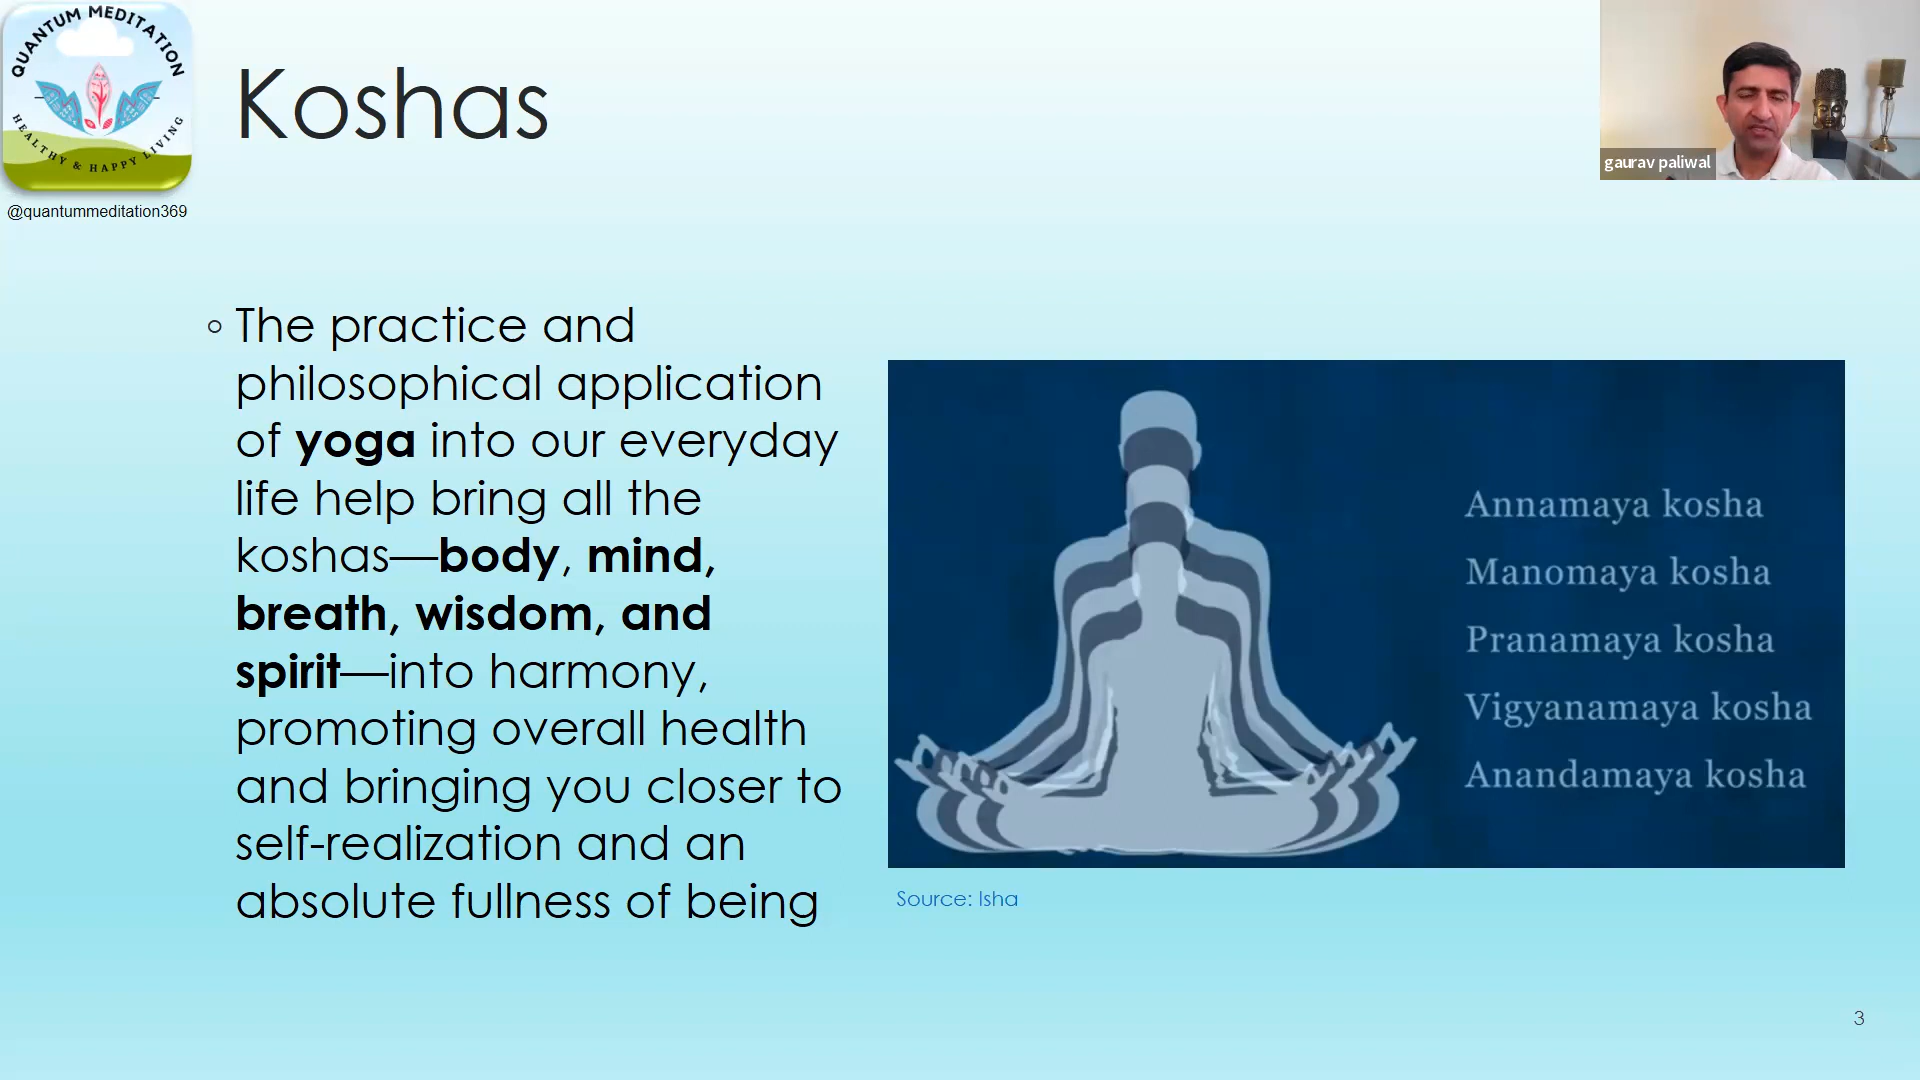 QUANTUM MEDITATION
HEALTHY & HAPPY LIVING
@quantummeditation369
Koshas
gaurav paliwal
◦ The practice and
philosophical application
of yoga into our everyday
life help bring all the
koshas—body, mind,
breath, wisdom, and
spirit—into harmony,
promoting overall health
and bringing you closer to
self-realization and an
absolute fullness of being
Annamaya kosha
Manomaya kosha
Pranamaya kosha
Vigyanamaya kosha
Anandamaya kosha
Source: Isha
3